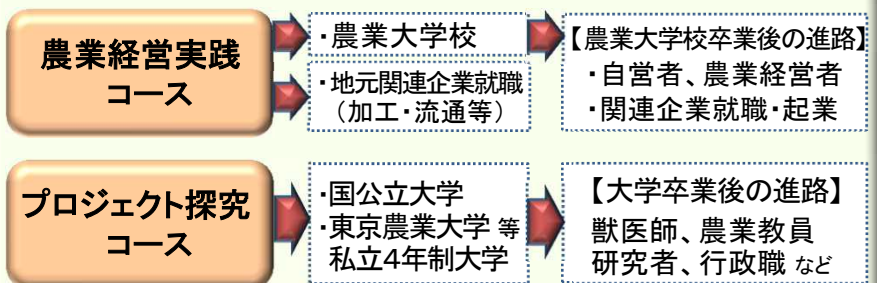 農業経営実践
コース
・農業大学校
・地元関連企業就職
（加工・流通等）
【農業大学校卒業後の進路】
・自営者、農業経営者
・関連企業就職・起業
プロジェクト探究
コース
・国公立大学
・東京農業大学 等
私立4年制大学
【大学卒業後の進路】
獣医師、農業教員
研究者、行政職 など